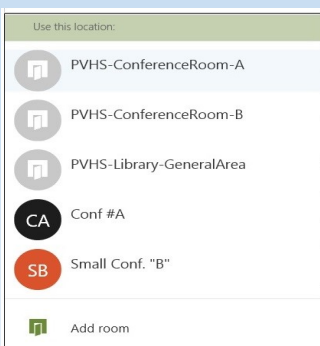 Use this location:
PVHS-ConferenceRoom-A
PVHS-ConferenceRoom-B
PVHS-Library-GeneralArea
CA Conf #A
SB Small Conf. "B"
Add room